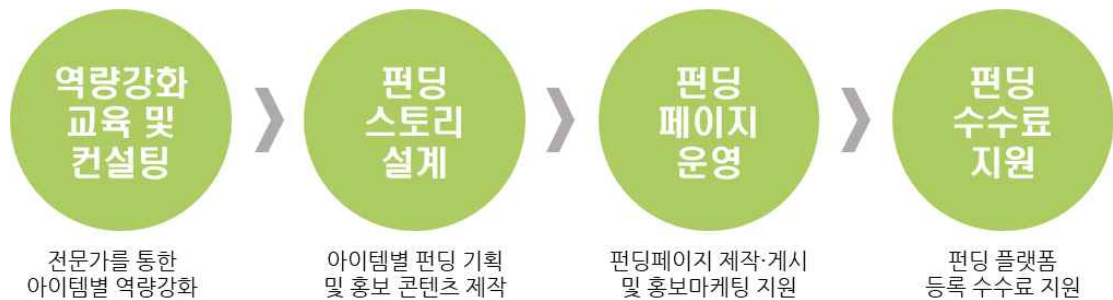 역량강화
교육 및
컨설팅
전문가를 통한
아이템별 역량강화
펀딩
스토리
설계
아이템별 펀딩 기획
및 홍보 콘텐츠 제작
펀딩
페이지
운영
펀딩페이지 제작·게시
및 홍보마케팅 지원
펀딩
수수료
지원
펀딩 플랫폼
등록 수수료 지원